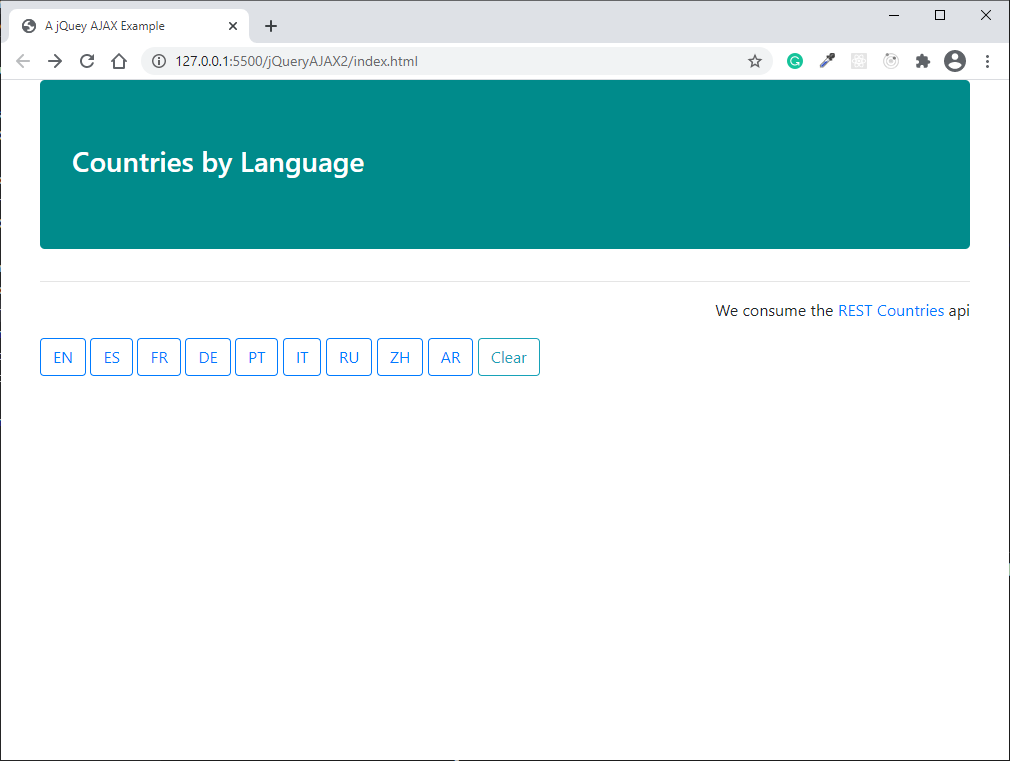 A jQuey AJAX Example
127.0.0.1:5500/jQueryAJAX2/index.html
Countries by Language
We consume the REST Countries api
EN ES FR DE PT IT RU ZH AR Clear